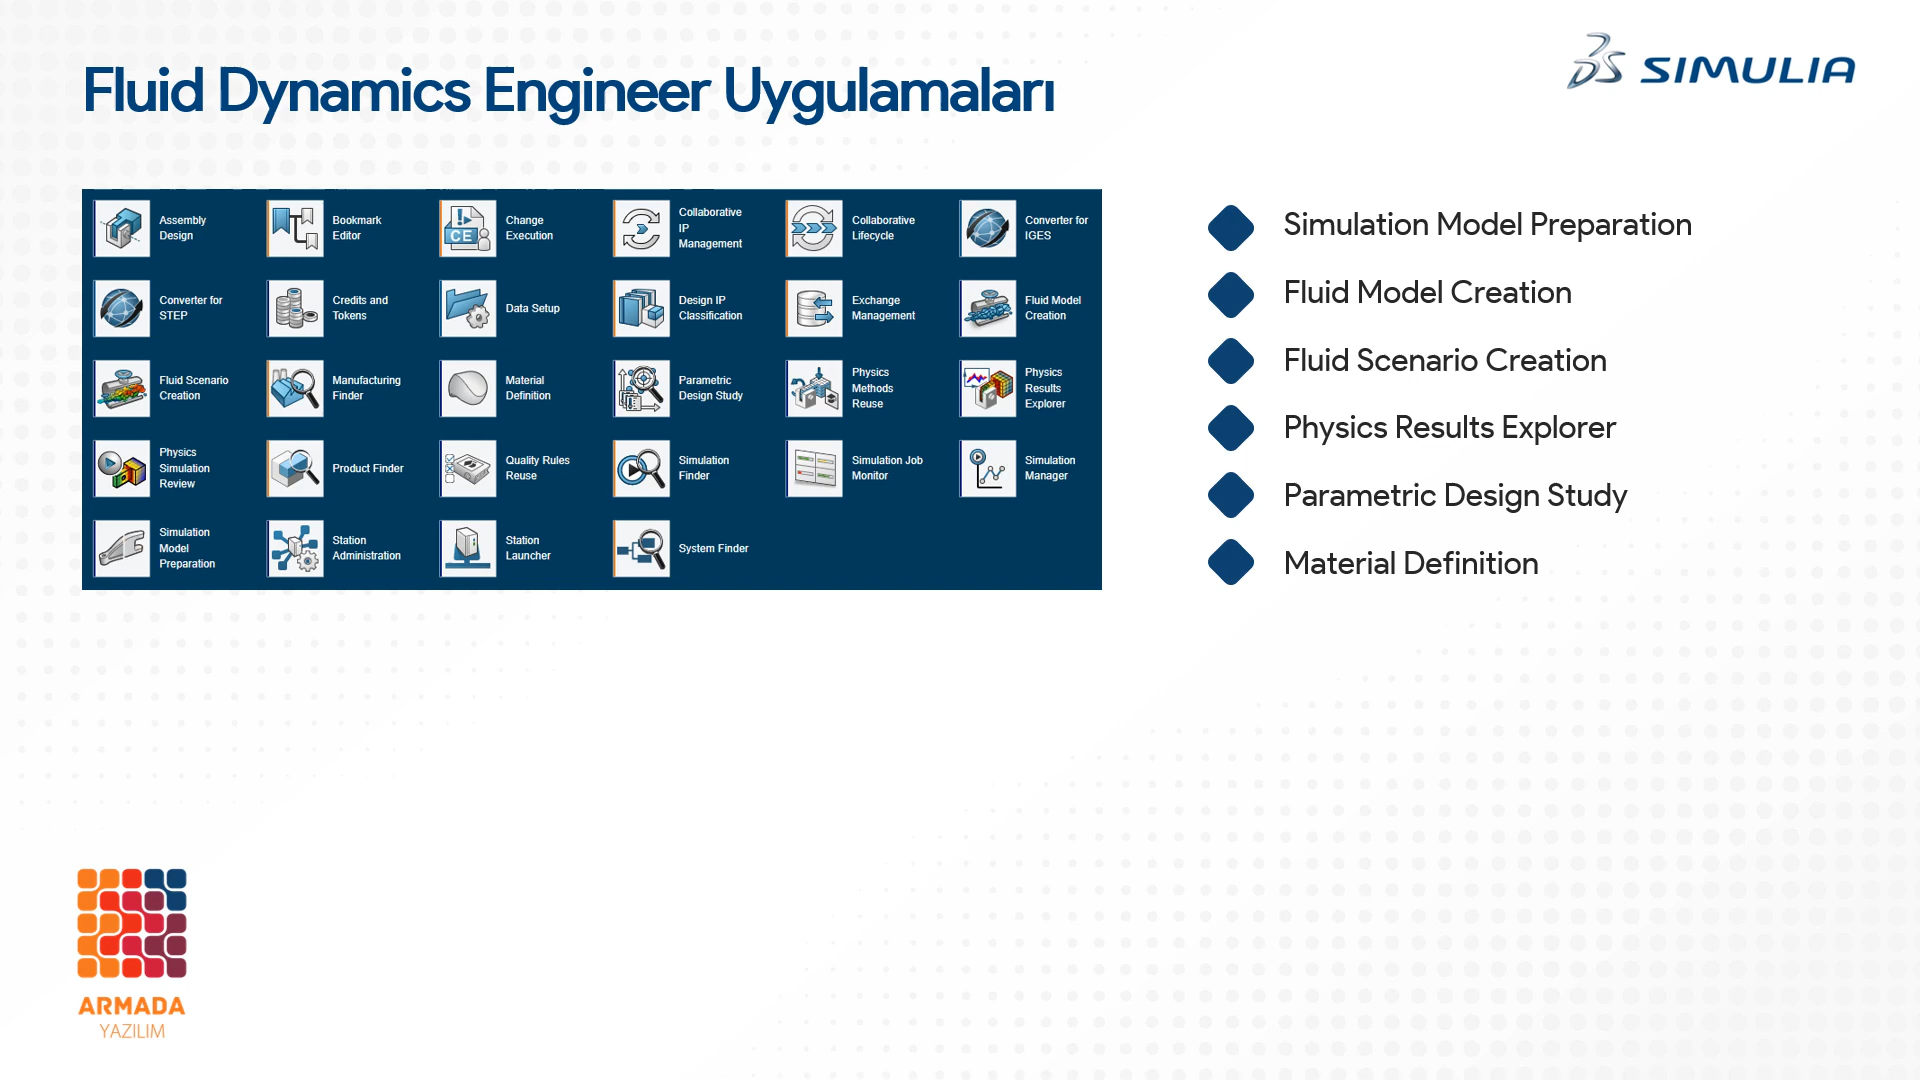 Fluid Dynamics Engineer Uygulamaları
SIMULIA
Assembly
Design
Bookmark
Editor
Change
Execution
CE
Collaborative
IP
Management
Collaborative
Lifecycle
Converter for
IGES
Converter for
STEP
Credits and
Tokens
Data Setup
Design IP
Classification
Exchange
Management
Fluid Model
Creation
Fluid Scenario
Creation
Manufacturing
Finder
Material
Definition
Parametric
Design Study
Physics
Methods
Reuse
Physics
Results
Explorer
Physics
Simulation
Review
Product Finder
Quality Rules
Reuse
Simulation
Finder
Simulation Job
Monitor
Simulation
Manager
Simulation
Model
Preparation
Station
Administration
Station
Launcher
System Finder
Simulation Model Preparation
Fluid Model Creation
Fluid Scenario Creation
Physics Results Explorer
Parametric Design Study
Material Definition
ARMADA
YAZILIM